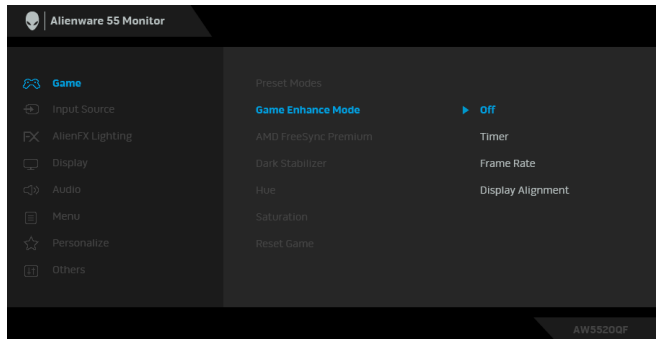 Alienware 55 Monitor
Game
Input Source
AlienFX Lighting
Display
Audio
Menu
Personalize
Others
Preset Modes
Game Enhance Mode
AMD FreeSync Premium
Dark Stabilizer
Hue
Saturation
Reset Game
Off
Timer
Frame Rate
Display Alignment
AW5520QF